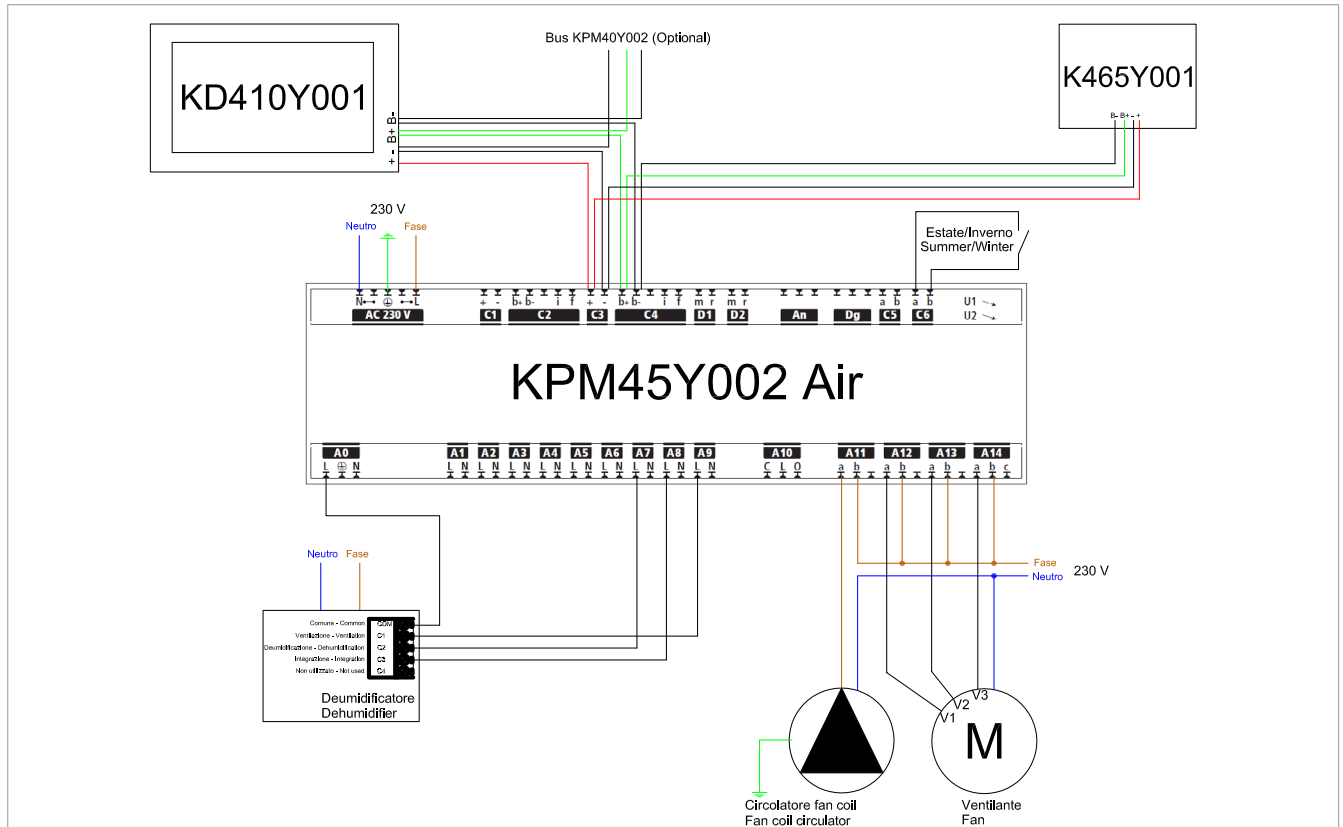 Bus KPM40Y002 (Optional)
KD410Y001
B-
B+
-
+
K465Y001
B- B+ - +
230 V
Neutro Fase
Estate/Inverno
Summer/Winter
N L + - b+ b- i f + - b+ b- i f m r m r a b a b U1
AC 230 V C1 C2 C3 C4 D1 D2 An Dg C5 C6 U2
KPM45Y002 Air
A0 A1 A2 A3 A4 A5 A6 A7 A8 A9 A10 A11 A12 A13 A14
L N L N L N L N L N L N L N L N L N L N C L O a b a b a b a b c
Neutro Fase
Fase
Neutro
230 V
Comune - Common COM
Ventilazione - Ventilation C1
Deumidificazione - Dehumidification C2
Integrazione - Integration C3
Non utilizzato - Not used C4
Deumidificatore
Dehumidifier
V1
V2
V3
M
Circolatore fan coil
Fan coil circulator
Ventilante
Fan